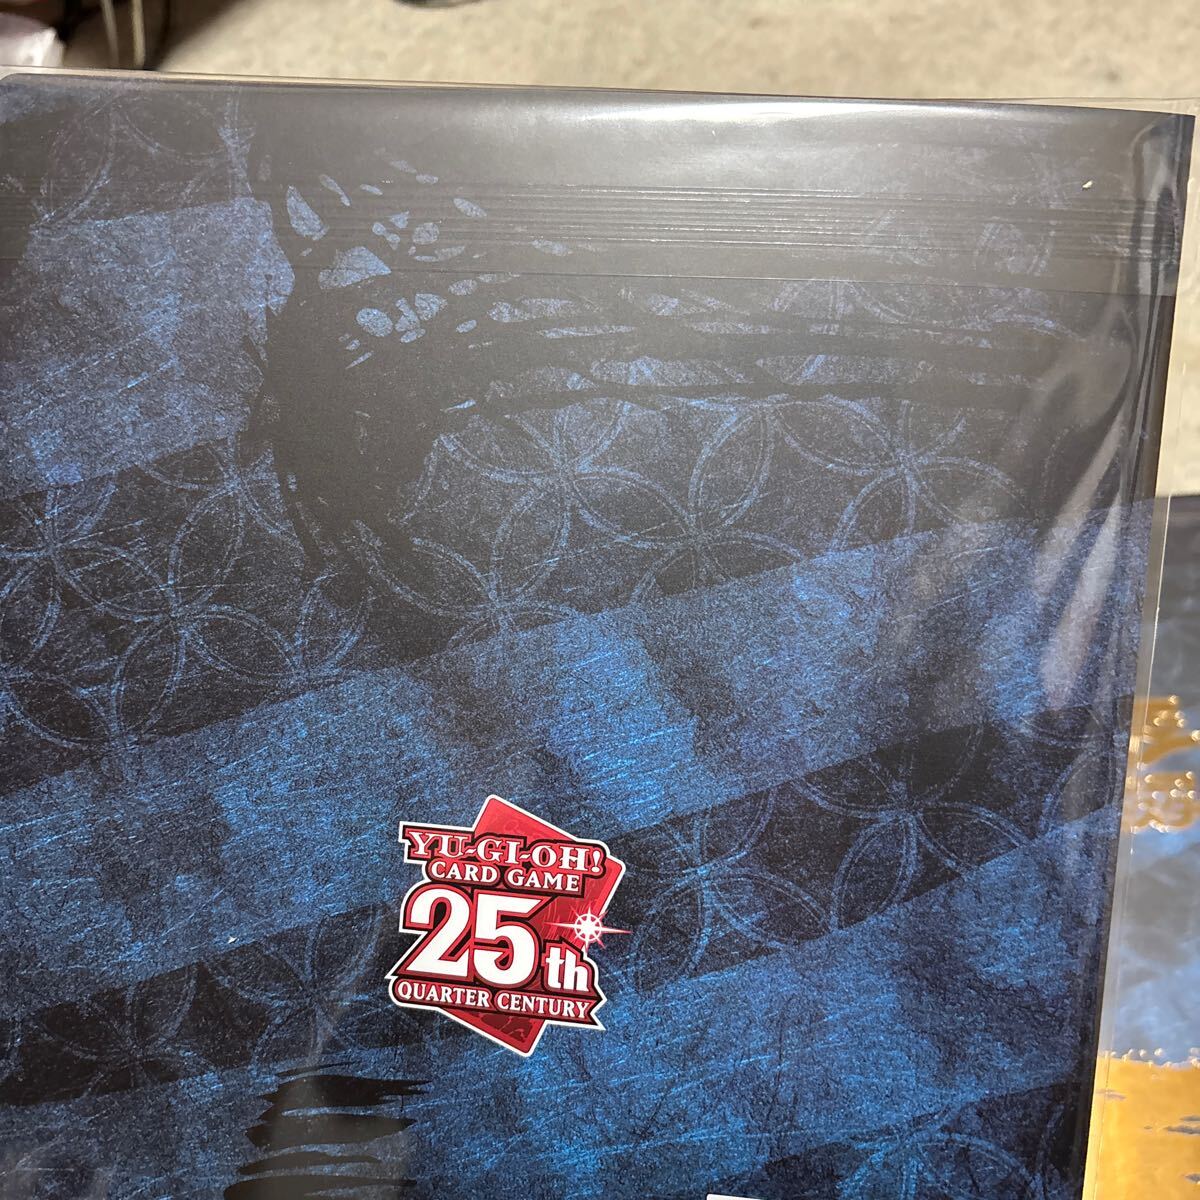 YU-GI-OH!
CARD GAME
25th
QUARTER CENTURY